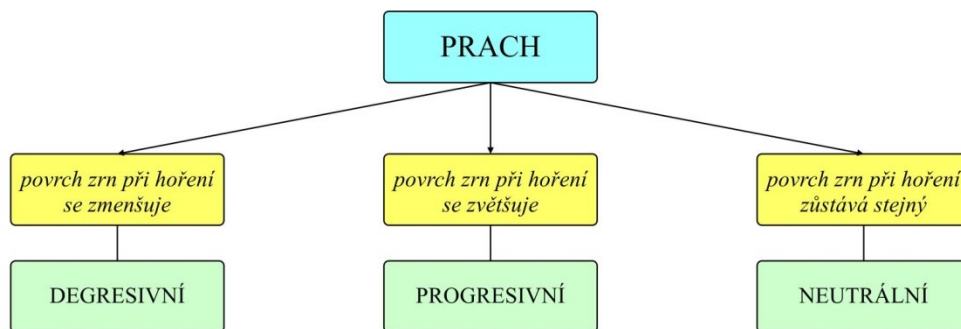 PRACH
povrch zrn při hoření
se zmenšuje
povrch zrn při hoření
se zvětšuje
povrch zrn při hoření
zůstává stejný
DEGRESIVNÍ
PROGRESIVNÍ
NEUTRÁLNÍ